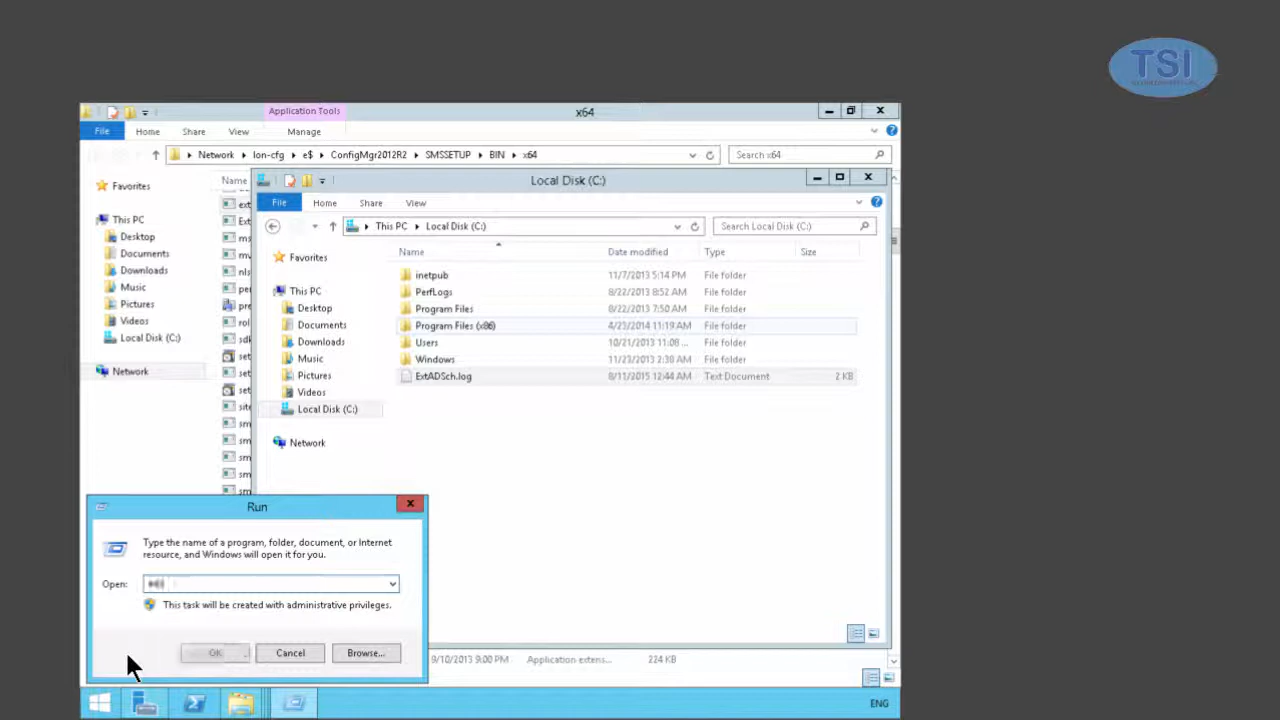 TSI
Application Tools
x64
File Home Share View Manage
Network lon-cfg e$ ConfigMgr2012R2 SMSSETUP BIN x64
Search x64
Favorites
This PC
Desktop
Documents
Downloads
Music
Pictures
Videos
Local Disk (C:)
Network
Name
Local Disk (C:)
File Home Share View
This PC Local Disk (C:)
Search Local Disk (C:)
Favorites
This PC
Desktop
Documents
Downloads
Music
Pictures
Videos
Local Disk (C:)
Network
Name Date modified Type Size
inetpub 11/7/2013 5:14 PM File folder
PerfLogs 8/22/2013 8:52 AM File folder
Program Files 8/22/2013 7:50 AM File folder
Program Files (x86) 4/23/2014 11:19 AM File folder
Users 10/21/2013 11:08 ... File folder
Windows 11/23/2013 2:38 AM File folder
ExtADSch.log 8/11/2015 12:44 AM Text Document 2 KB
Run
Type the name of a program, folder, document, or Internet
resource, and Windows will open it for you.
Open:
This task will be created with administrative privileges.
OK Cancel Browse...
9/10/2013 9:00 PM Application extens... 224 KB
ENG